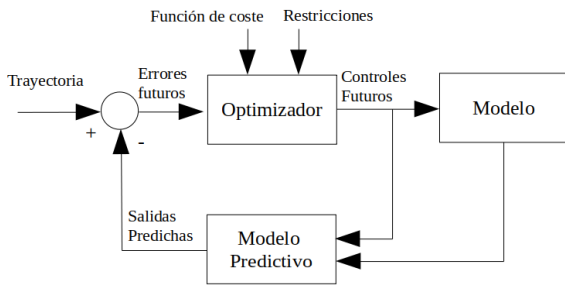 Función de coste
Restricciones
Trayectoria
Errores
futuros
Optimizador
Controles
Futuros
Modelo
+
-
Salidas
Predichas
Modelo
Predictivo